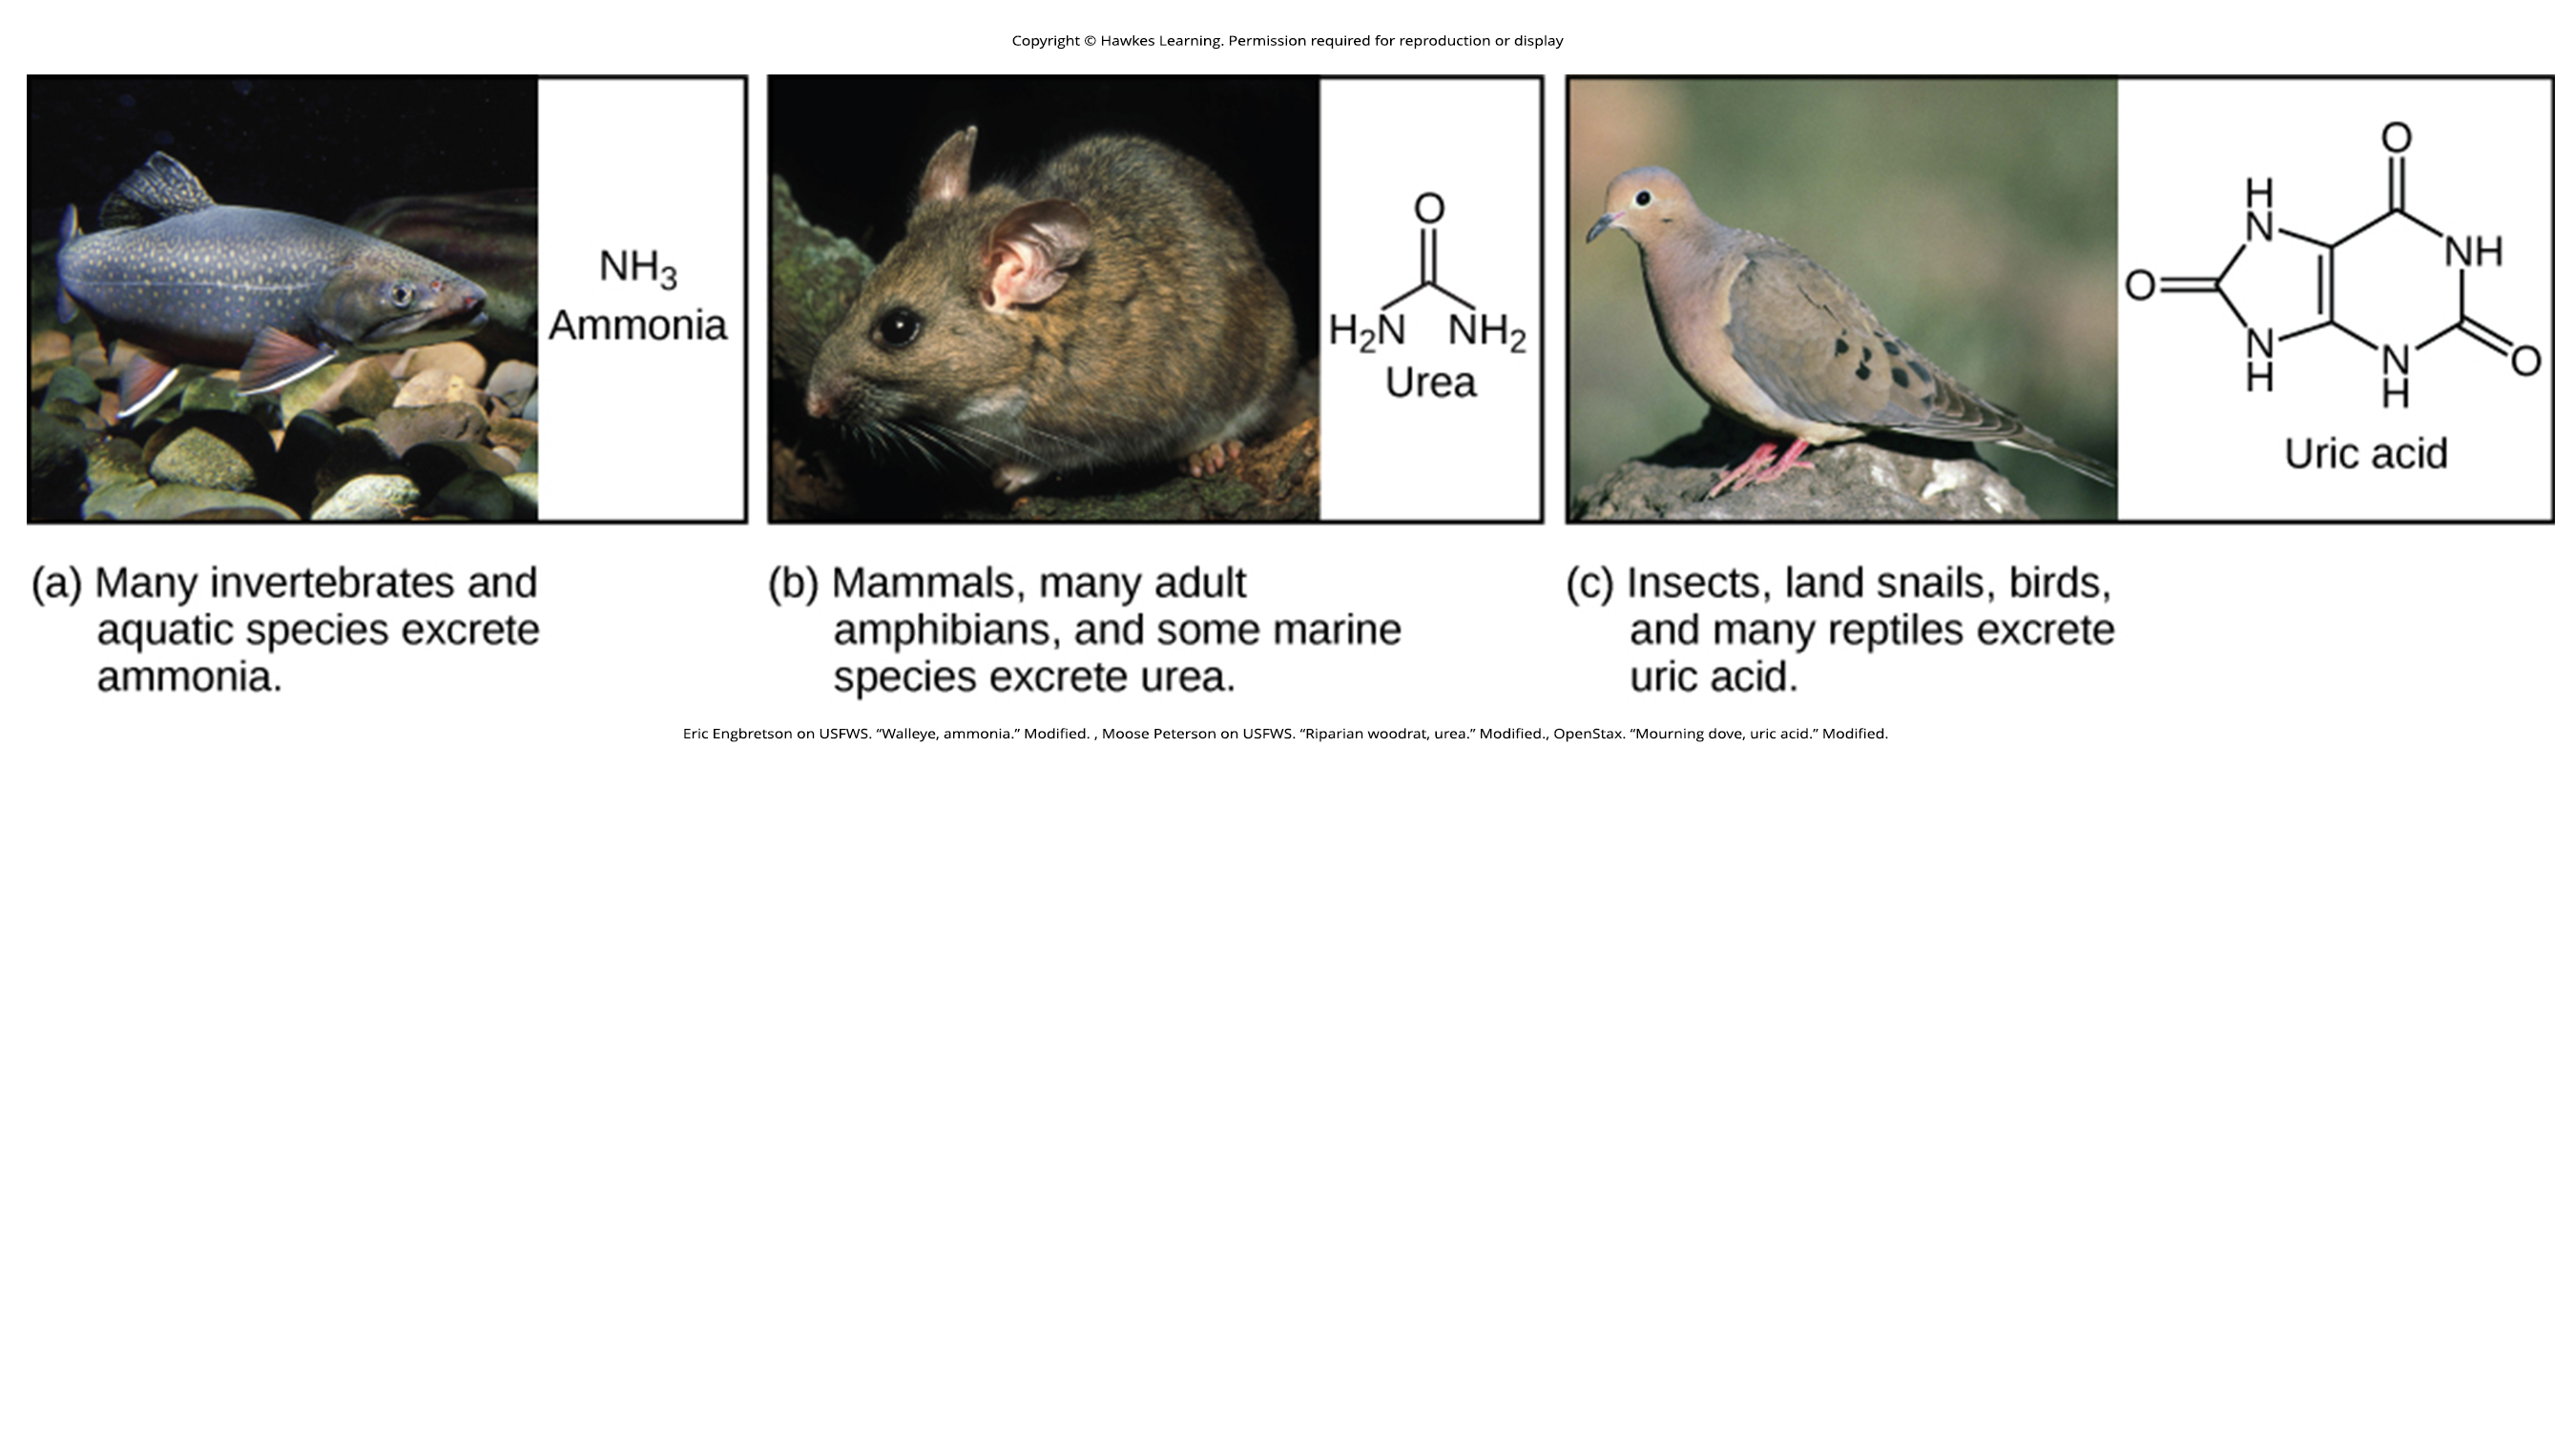 Copyright © Hawkes Learning. Permission required for reproduction or display
NH3
Ammonia
O
H2N NH2
Urea
O
H
N
NH
O
N
H
N
H
O
Uric acid
(a) Many invertebrates and
aquatic species excrete
ammonia.
(b) Mammals, many adult
amphibians, and some marine
species excrete urea.
(c) Insects, land snails, birds,
and many reptiles excrete
uric acid.
Eric Engbretson on USFWS. “Walleye, ammonia.” Modified. , Moose Peterson on USFWS. “Riparian woodrat, urea.” Modified., OpenStax. “Mourning dove, uric acid.” Modified.